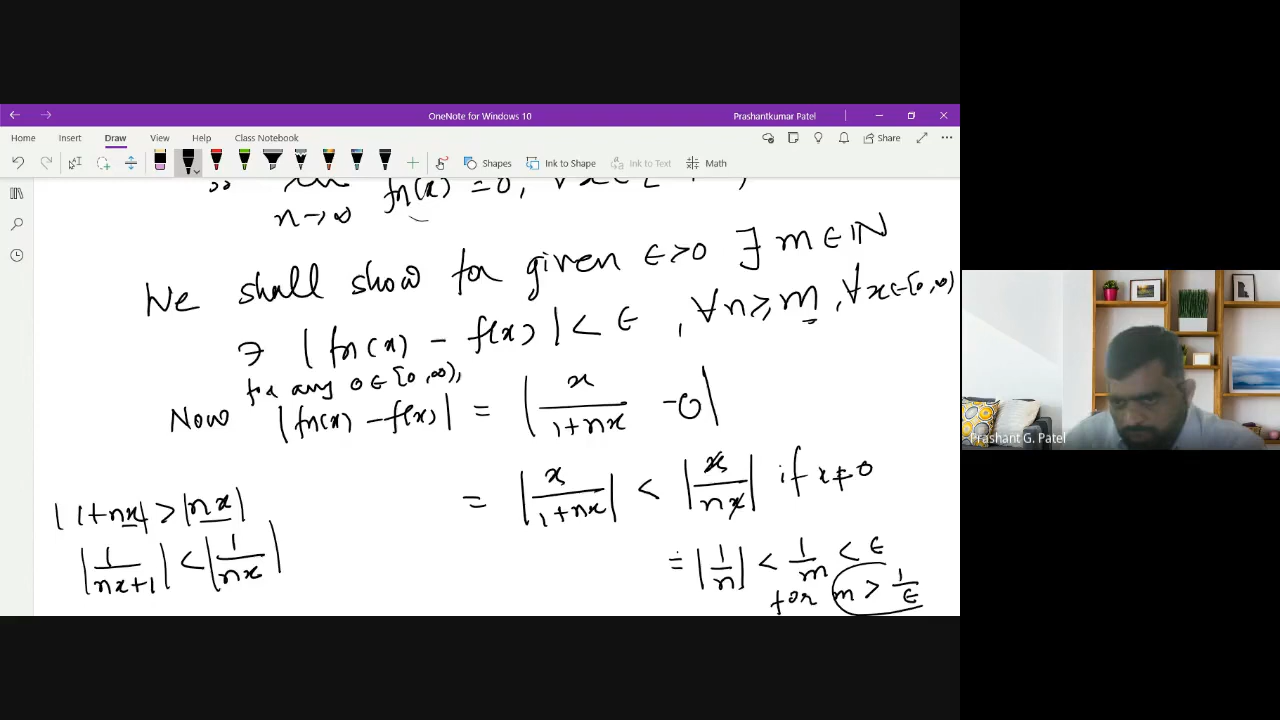 OneNote for Windows 10
Prashantkumar Patel
Home Insert Draw View Help Class Notebook
Share
Shapes Ink to Shape Ink to Text Math
fn(x) = 0, ∀x∈
n → ∞
We shall show for given ϵ>0 ∃ m∈ℕ
∋ |fn(x) − f(x)| < ϵ, ∀n⩾m, ∀x∈[0,∞)
for any 0∈[0,∞),
Now |fn(x) − f(x)| = |x/(1+nx) − 0|
= |x/(1+nx)| < |x/(nx)| if x≠0
|1+nx| > |nx|
|1/(nx+1)| < |1/(nx)|
= |1/n| < 1/m < ϵ
for m > 1/ϵ
Prashant G. Patel